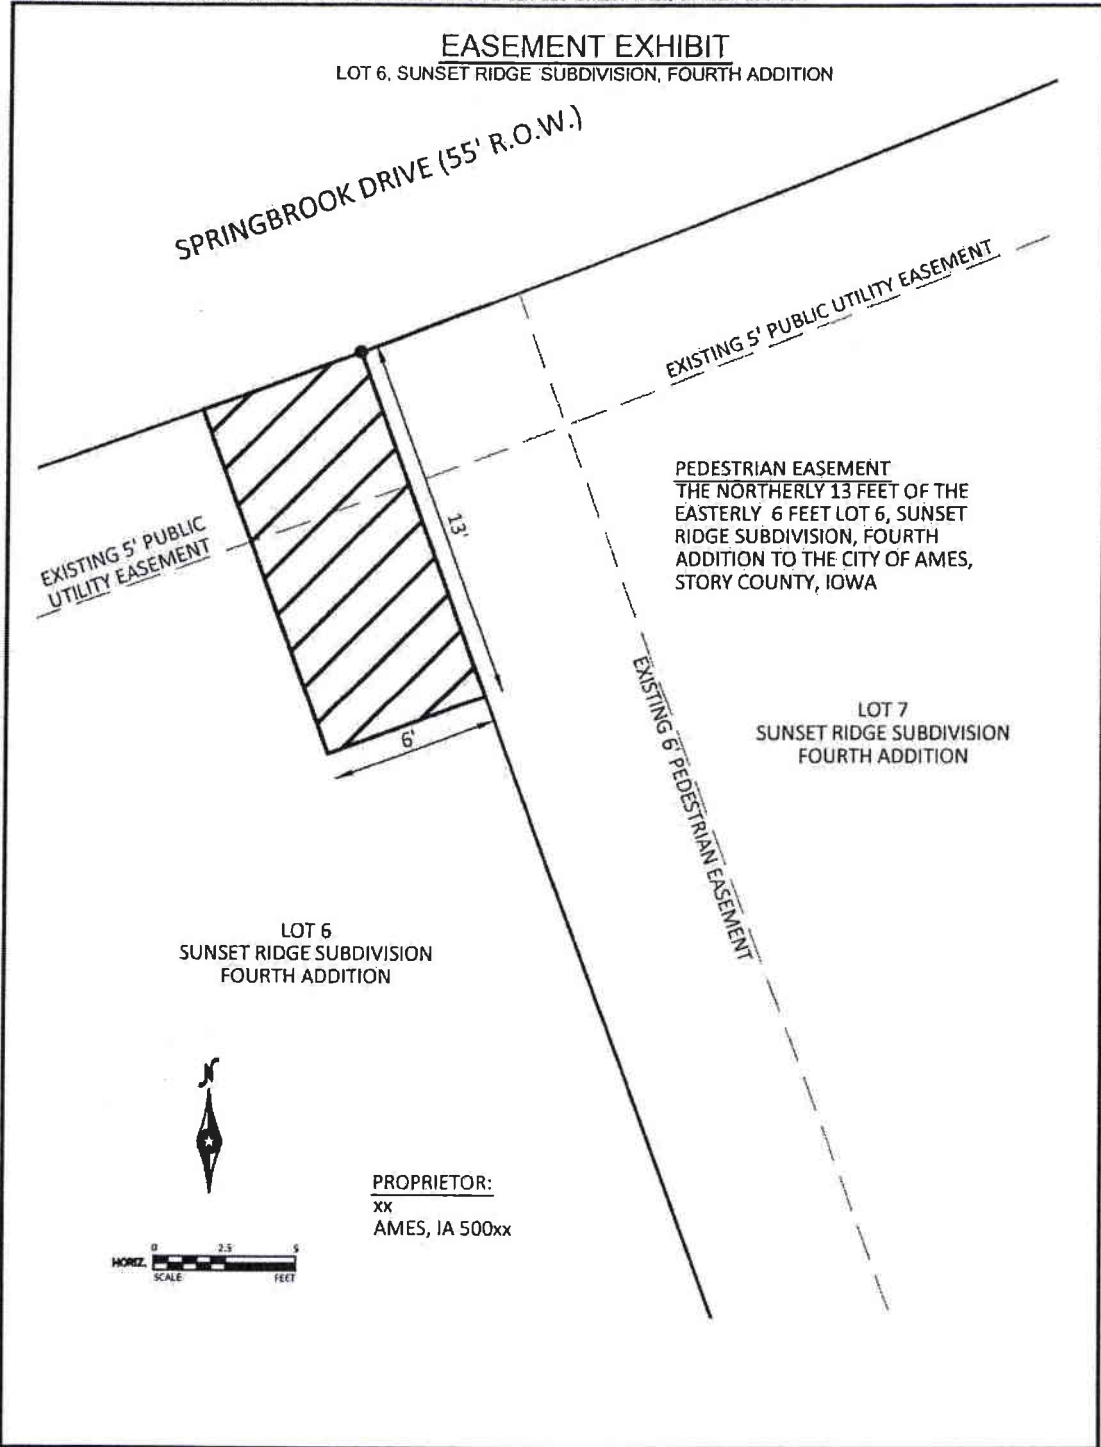 EASEMENT EXHIBIT
LOT 6, SUNSET RIDGE SUBDIVISION, FOURTH ADDITION
SPRINGBROOK DRIVE (55' R.O.W.)
EXISTING 5' PUBLIC UTILITY EASEMENT
PEDESTRIAN EASEMENT
THE NORTHERLY 13 FEET OF THE
EASTERLY 6 FEET LOT 6, SUNSET
RIDGE SUBDIVISION, FOURTH
ADDITION TO THE CITY OF AMES,
STORY COUNTY, IOWA
13'
EXISTING 5' PUBLIC
UTILITY EASEMENT
6'
EXISTING 6' PEDESTRIAN EASEMENT
LOT 7
SUNSET RIDGE SUBDIVISION
FOURTH ADDITION
LOT 6
SUNSET RIDGE SUBDIVISION
FOURTH ADDITION
N
PROPRIETOR:
xx
AMES, IA 500xx
0 2.5 5
HORIZ.
SCALE FEET